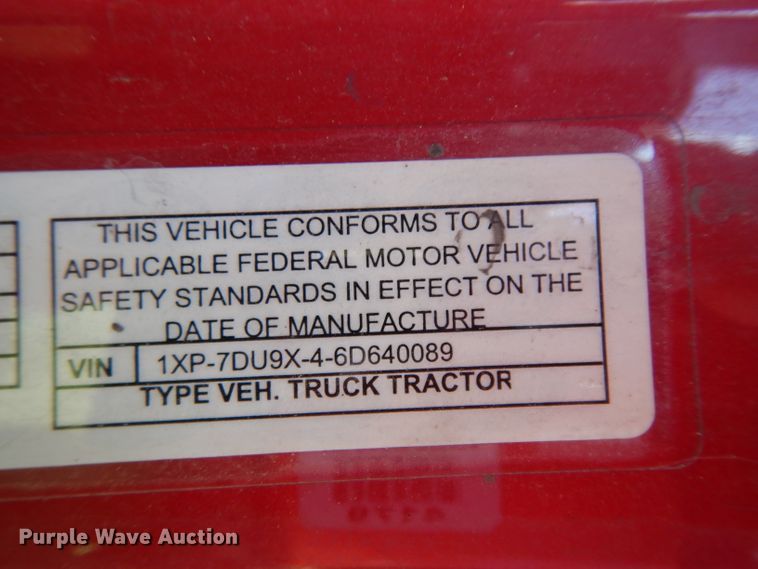 THIS VEHICLE CONFORMS TO ALL
APPLICABLE FEDERAL MOTOR VEHICLE
SAFETY STANDARDS IN EFFECT ON THE
DATE OF MANUFACTURE
VIN 1XP-7DU9X-4-6D640089
TYPE VEH. TRUCK TRACTOR
Purple Wave Auction